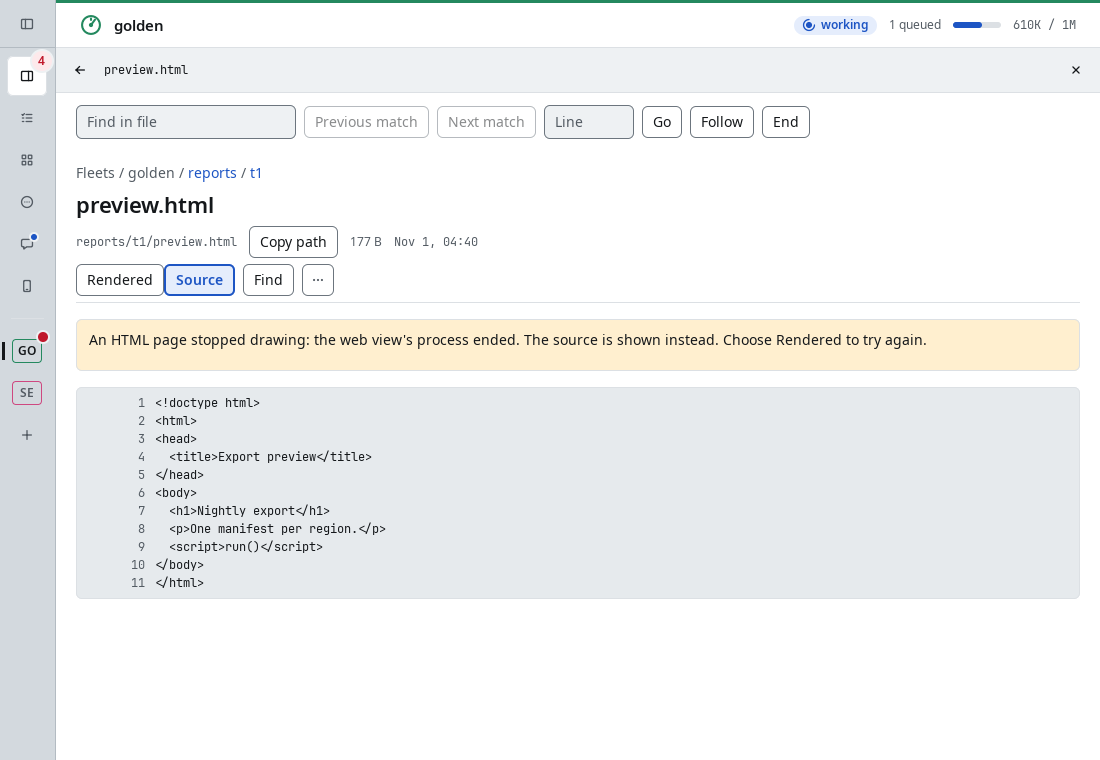 golden
working
1 queued
610K / 1M
4
preview.html
Find in file
Previous match
Next match
Line
Go
Follow
End
Fleets / golden / reports / t1
preview.html
reports/t1/preview.html
Copy path
177 B
Nov 1, 04:40
Rendered
Source
Find
···
An HTML page stopped drawing: the web view's process ended. The source is shown instead. Choose Rendered to try again.
1 <!doctype html>
2 <html>
3 <head>
4   <title>Export preview</title>
5 </head>
6 <body>
7   <h1>Nightly export</h1>
8   <p>One manifest per region.</p>
9   <script>run()</script>
10 </body>
11 </html>
GO
SE